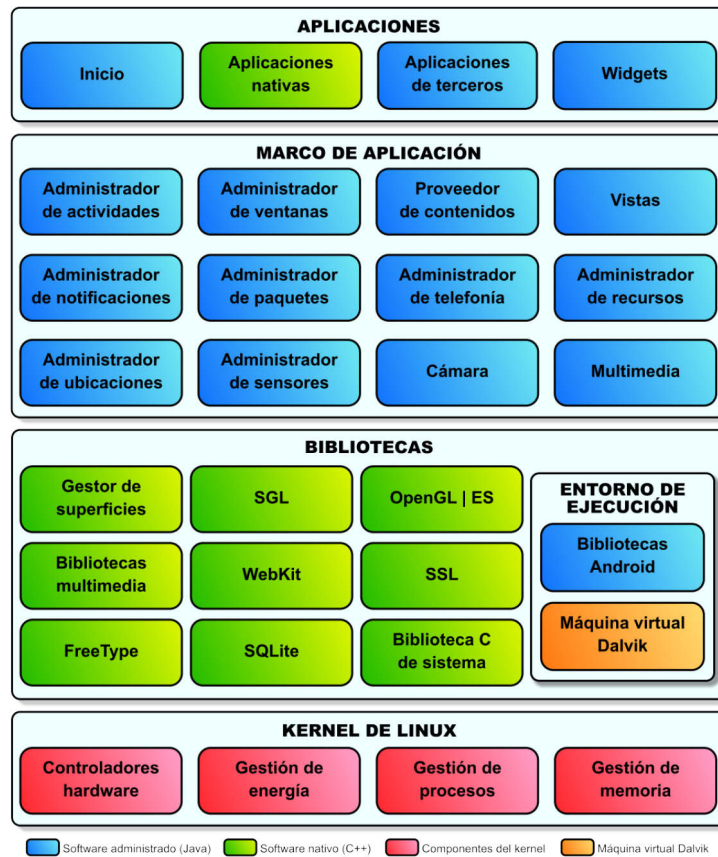 APLICACIONES
Inicio
Aplicaciones
nativas
Aplicaciones
de terceros
Widgets
MARCO DE APLICACIÓN
Administrador
de actividades
Administrador
de ventanas
Proveedor
de contenidos
Vistas
Administrador
de notificaciones
Administrador
de paquetes
Administrador
de telefonía
Administrador
de recursos
Administrador
de ubicaciones
Administrador
de sensores
Cámara
Multimedia
BIBLIOTECAS
Gestor de
superficies
SGL
OpenGL | ES
Bibliotecas
multimedia
WebKit
SSL
FreeType
SQLite
Biblioteca C
de sistema
ENTORNO DE
EJECUCIÓN
Bibliotecas
Android
Máquina virtual
Dalvik
KERNEL DE LINUX
Controladores
hardware
Gestión de
energía
Gestión de
procesos
Gestión de
memoria
Software administrado (Java)
Software nativo (C++)
Componentes del kernel
Máquina virtual Dalvik